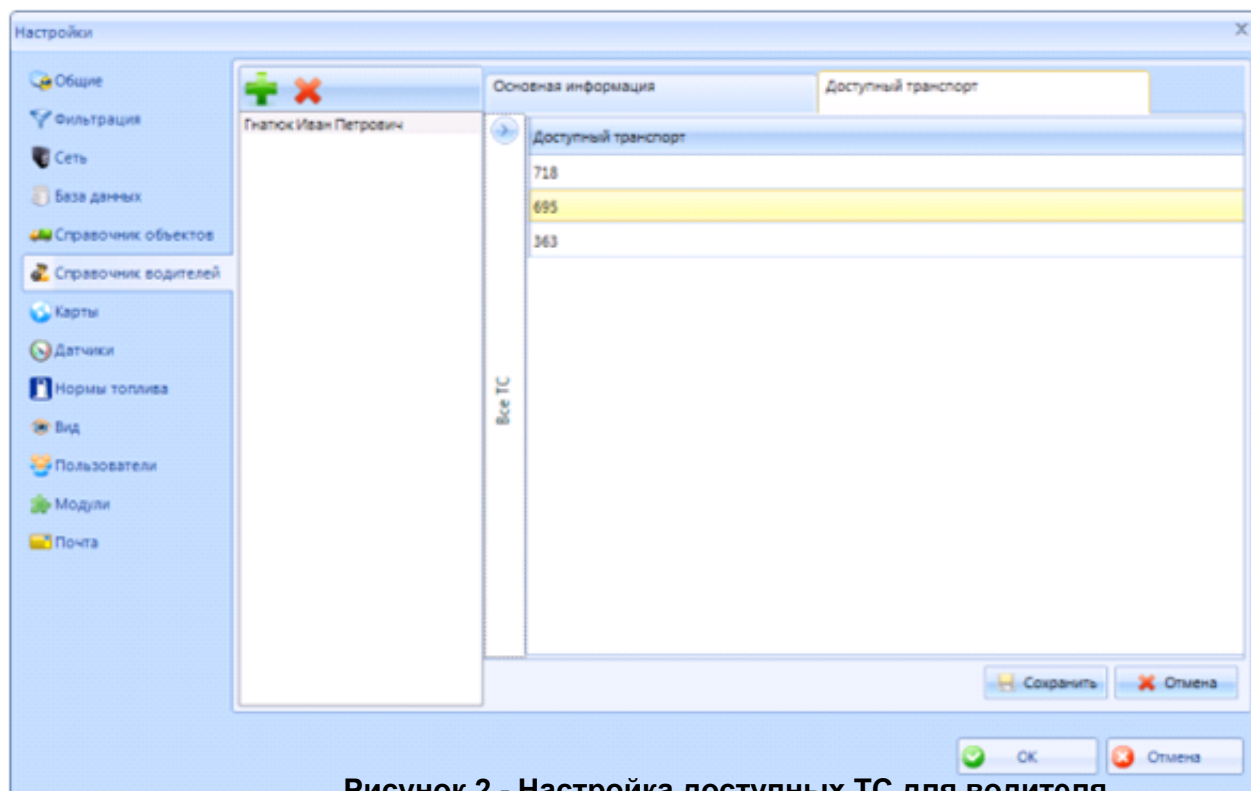 Настройки
Общие
Фильтрация
Сеть
База данных
Справочник объектов
Справочник водителей
Карты
Датчики
Нормы топлива
Вид
Пользователи
Модули
Почта
Гнатюк Иван Петрович
Основная информация
Доступный транспорт
Все ТС
Доступный транспорт
718
695
363
Сохранить
Отмена
ОК
Отмена
Рисунок 2 - Настройка доступных ТС для водителя